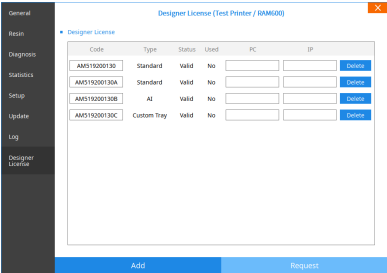 General
Resin
Diagnosis
Statistics
Setup
Update
Log
Designer
License
Designer License (Test Printer / RAM600)
Designer License
Code Type Status Used PC IP
AM519200130 Standard Valid No Delete
AM519200130A Standard Valid No Delete
AM519200130B AI Valid No Delete
AM519200130C Custom Tray Valid No Delete
Add Request